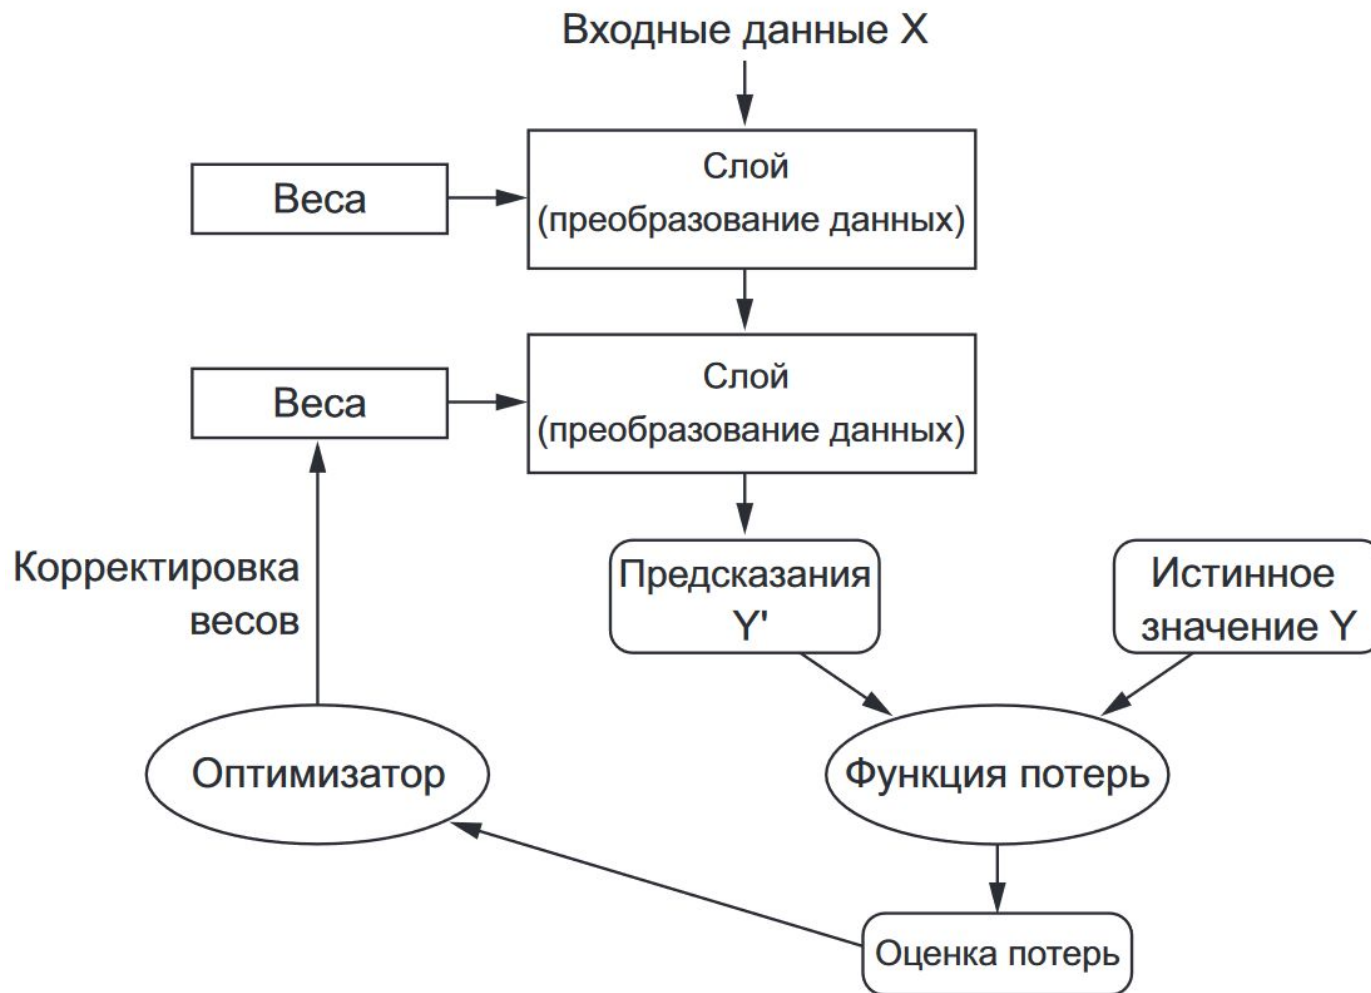 Входные данные X
Веса
Слой
(преобразование данных)
Веса
Слой
(преобразование данных)
Корректировка
весов
Предсказания
Y'
Истинное
значение Y
Оптимизатор
Функция потерь
Оценка потерь